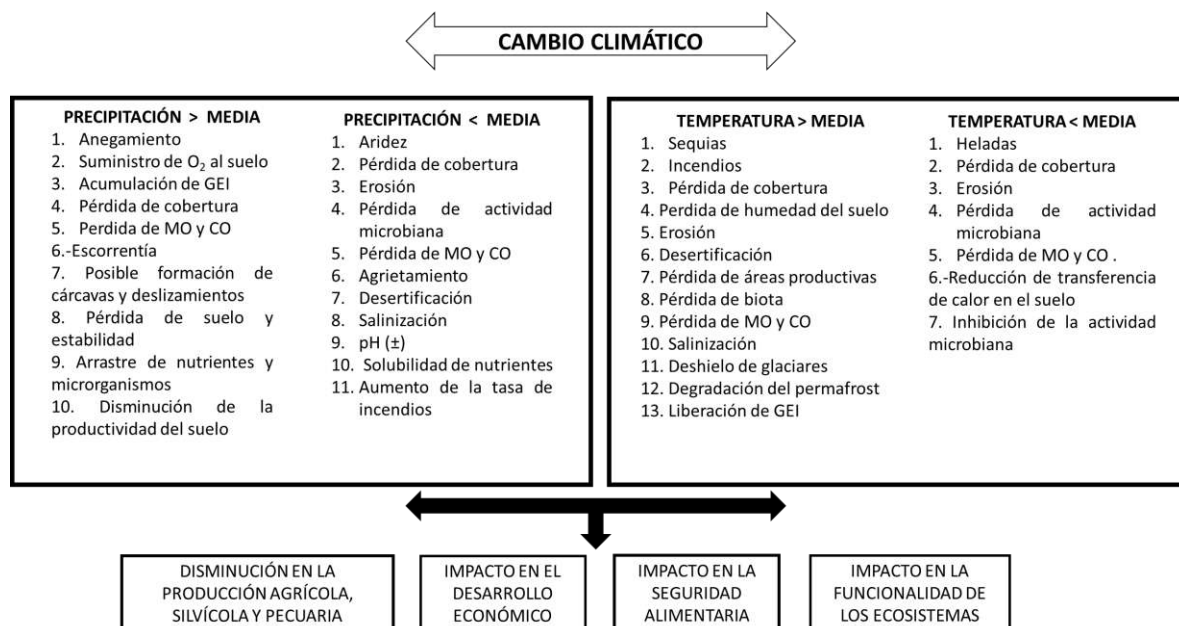 CAMBIO CLIMÁTICO
PRECIPITACIÓN > MEDIA
1. Anegamiento
2. Suministro de O₂ al suelo
3. Acumulación de GEI
4. Pérdida de cobertura
5. Perdida de MO y CO
6.-Escorrentía
7. Posible formación de
cárcavas y deslizamientos
8. Pérdida de suelo y
estabilidad
9. Arrastre de nutrientes y
microrganismos
10. Disminución de la
productividad del suelo
PRECIPITACIÓN < MEDIA
1. Aridez
2. Pérdida de cobertura
3. Erosión
4. Pérdida de actividad
microbiana
5. Pérdida de MO y CO
6. Agrietamiento
7. Desertificación
8. Salinización
9. pH (±)
10. Solubilidad de nutrientes
11. Aumento de la tasa de
incendios
TEMPERATURA > MEDIA
1. Sequias
2. Incendios
3. Pérdida de cobertura
4. Perdida de humedad del suelo
5. Erosión
6. Desertificación
7. Pérdida de áreas productivas
8. Pérdida de biota
9. Pérdida de MO y CO
10. Salinización
11. Deshielo de glaciares
12. Degradación del permafrost
13. Liberación de GEI
TEMPERATURA < MEDIA
1. Heladas
2. Pérdida de cobertura
3. Erosión
4. Pérdida de actividad
microbiana
5. Pérdida de MO y CO .
6.-Reducción de transferencia
de calor en el suelo
7. Inhibición de la actividad
microbiana
DISMINUCIÓN EN LA
PRODUCCIÓN AGRÍCOLA,
SILVÍCOLA Y PECUARIA
IMPACTO EN EL
DESARROLLO
ECONÓMICO
IMPACTO EN LA
SEGURIDAD
ALIMENTARIA
IMPACTO EN LA
FUNCIONALIDAD DE
LOS ECOSISTEMAS